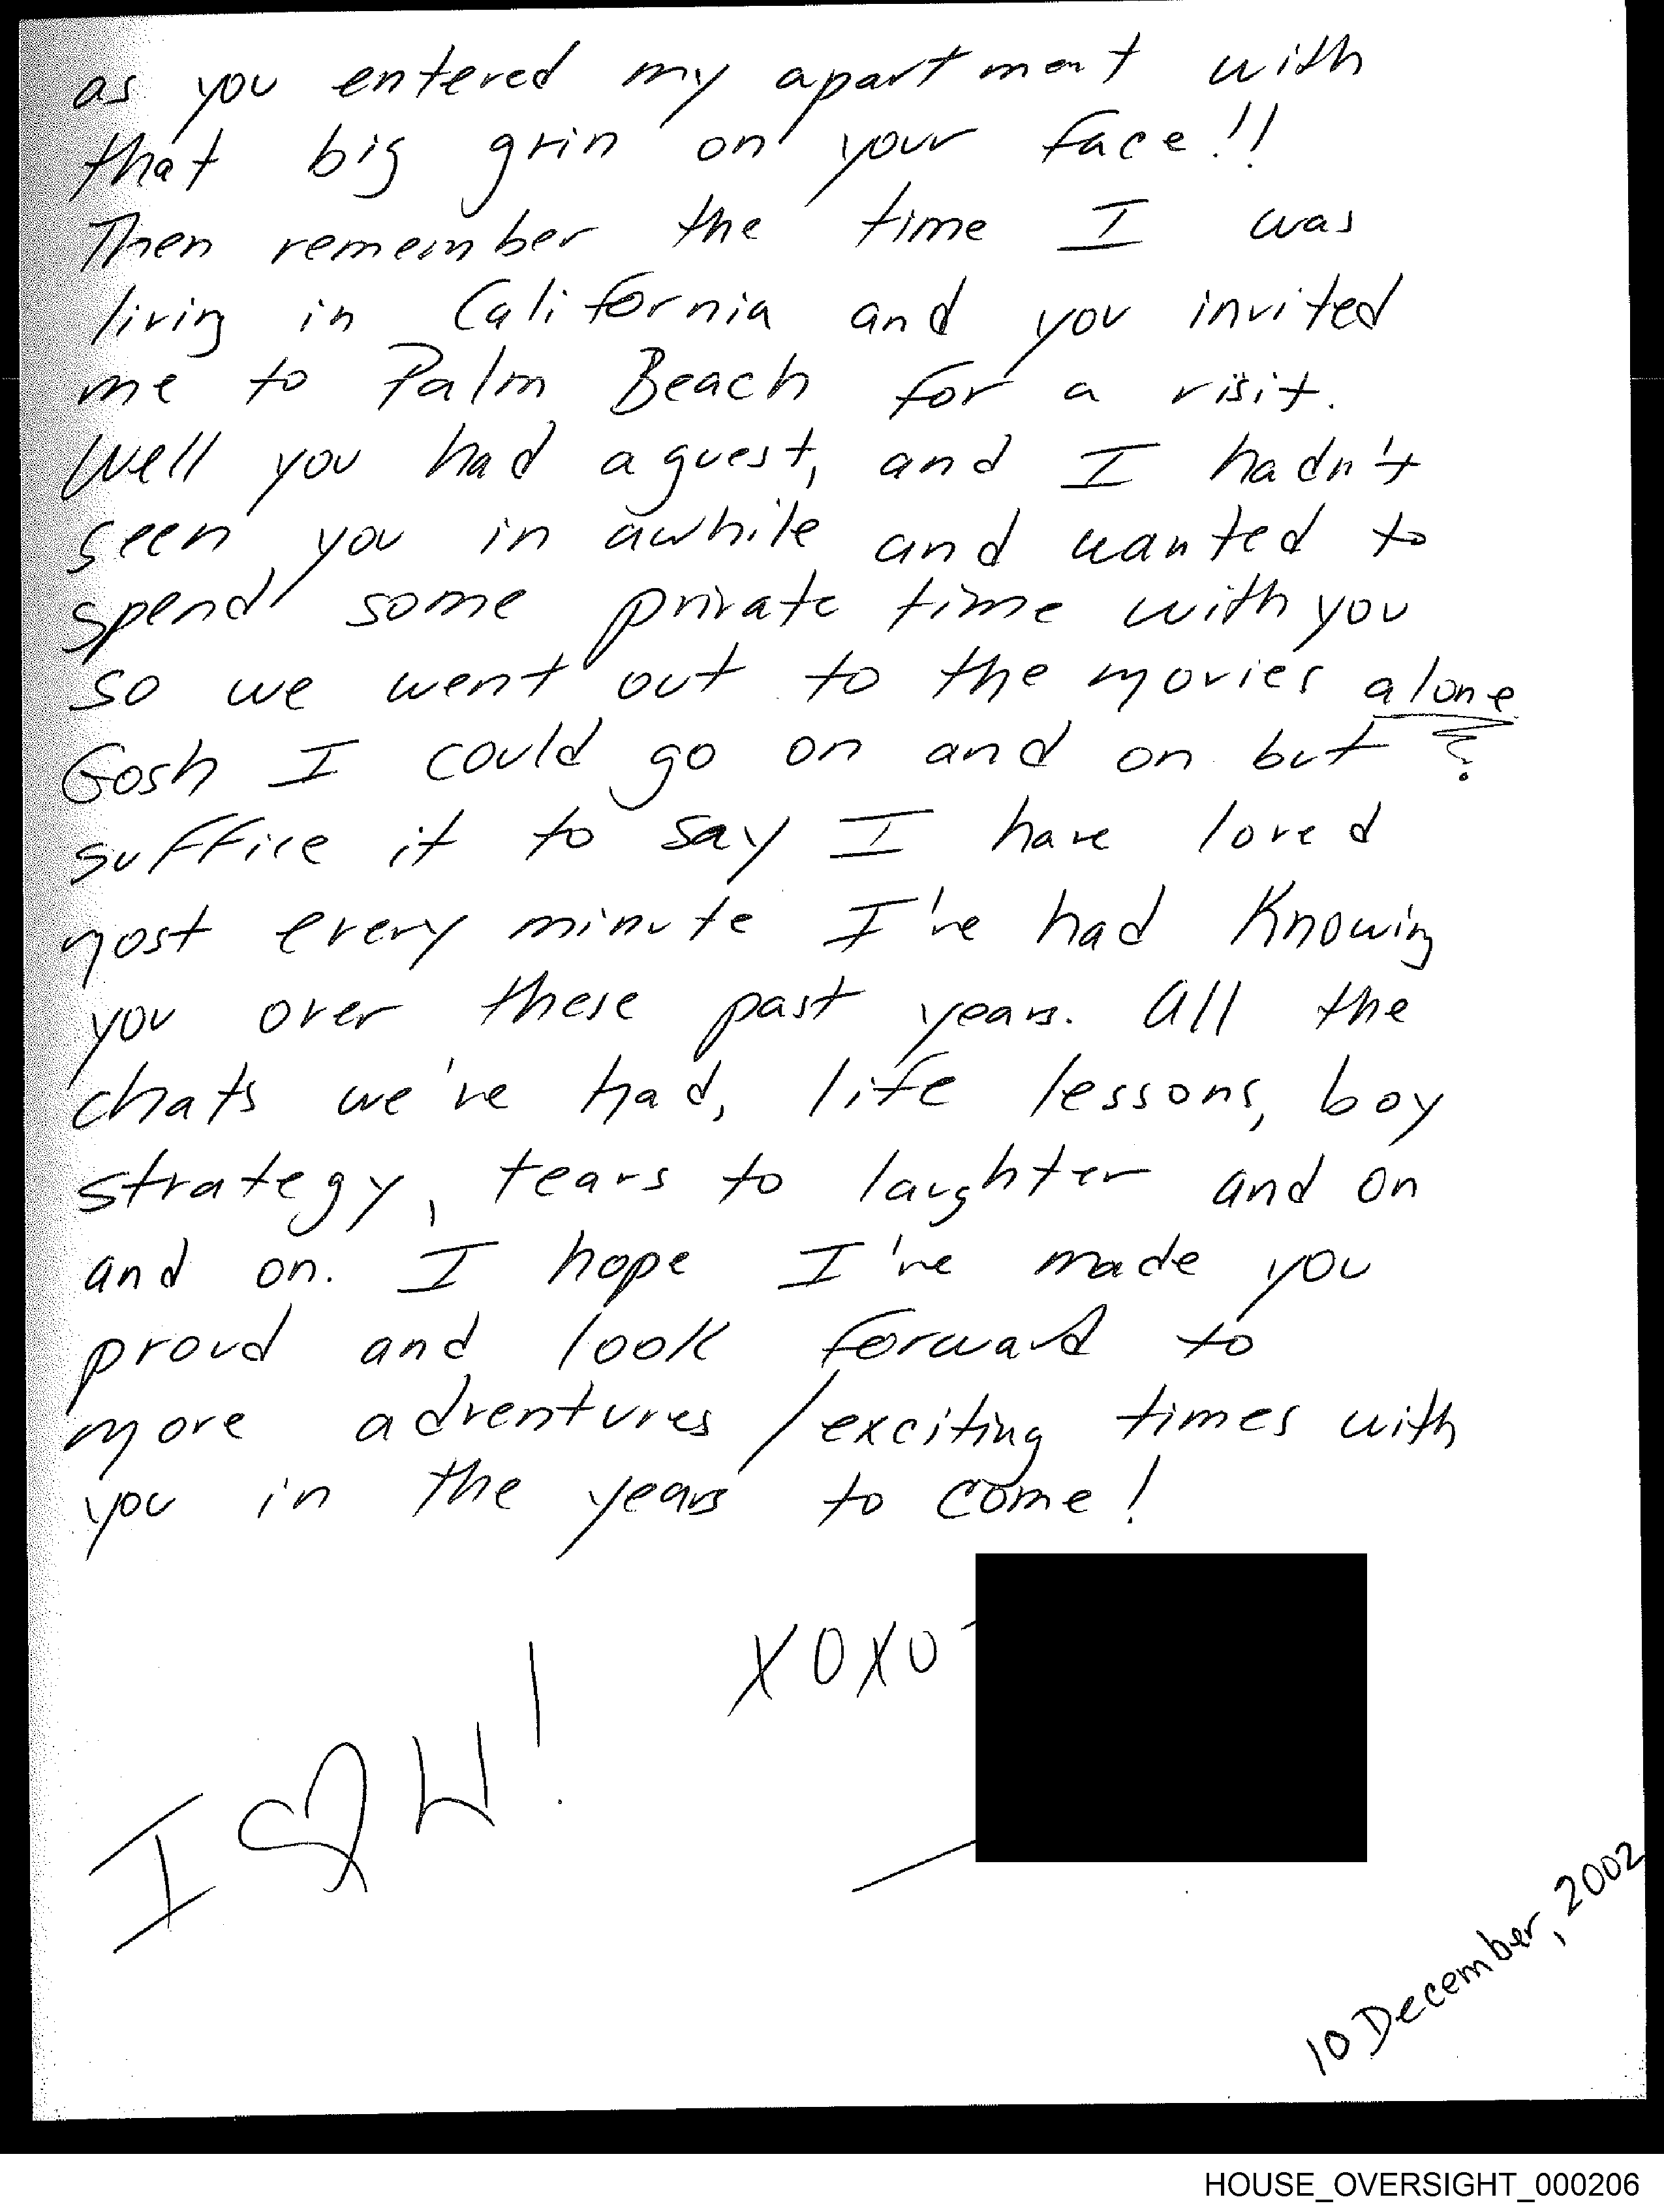 as you entered my apartment with
that big grin on your face!!
Then remember the time I was
living in California and you invited
me to Palm Beach for a visit.
Well you had a guest, and I hadn't
seen you in awhile and wanted to
spend some private time with you
so we went out to the movies alone
Gosh I could go on and on but
suffice it to say I have loved
most every minute I've had knowing
you over these past years. All the
chats we've had, life lessons, boy
strategy, tears to laughter and on
and on. I hope I've made you
proud and look forward to
more adventures / exciting times with
you in the years to come!
XOXO
I ♡ U!
10 December, 2002
HOUSE_OVERSIGHT_000206